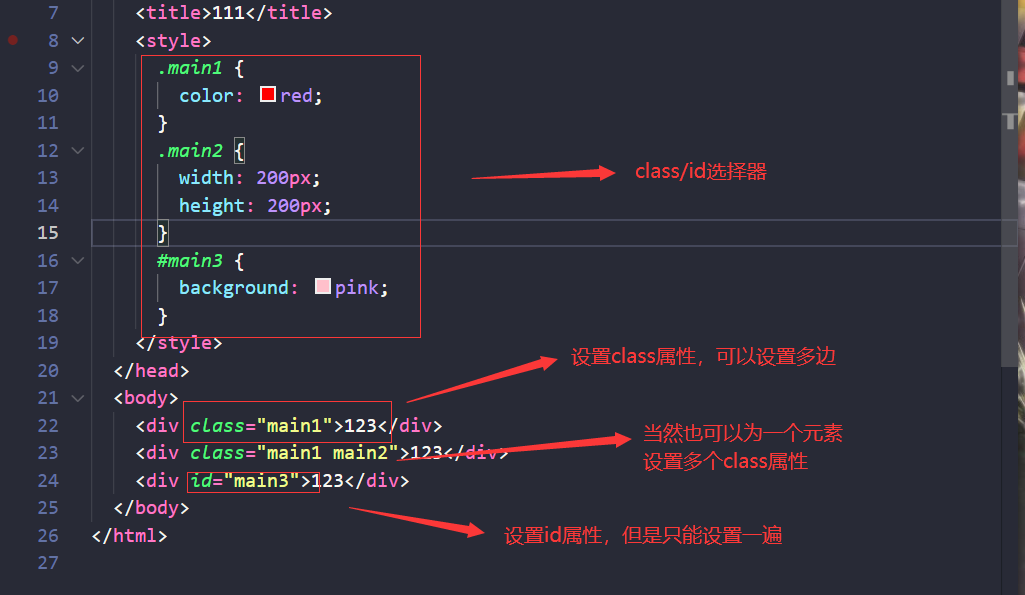 7 <title>111</title>
8 <style>
9 .main1 {
10 color: red;
11 }
12 .main2 {
13 width: 200px; class/id选择器
14 height: 200px;
15 }
16 #main3 {
17 background: pink;
18 }
19 </style>
20 </head> 设置class属性，可以设置多边
21 <body>
22 <div class="main1">123</div>
23 <div class="main1 main2">123</div> 当然也可以为一个元素
设置多个class属性
24 <div id="main3">123</div>
25 </body>
26 </html> 设置id属性，但是只能设置一遍
27